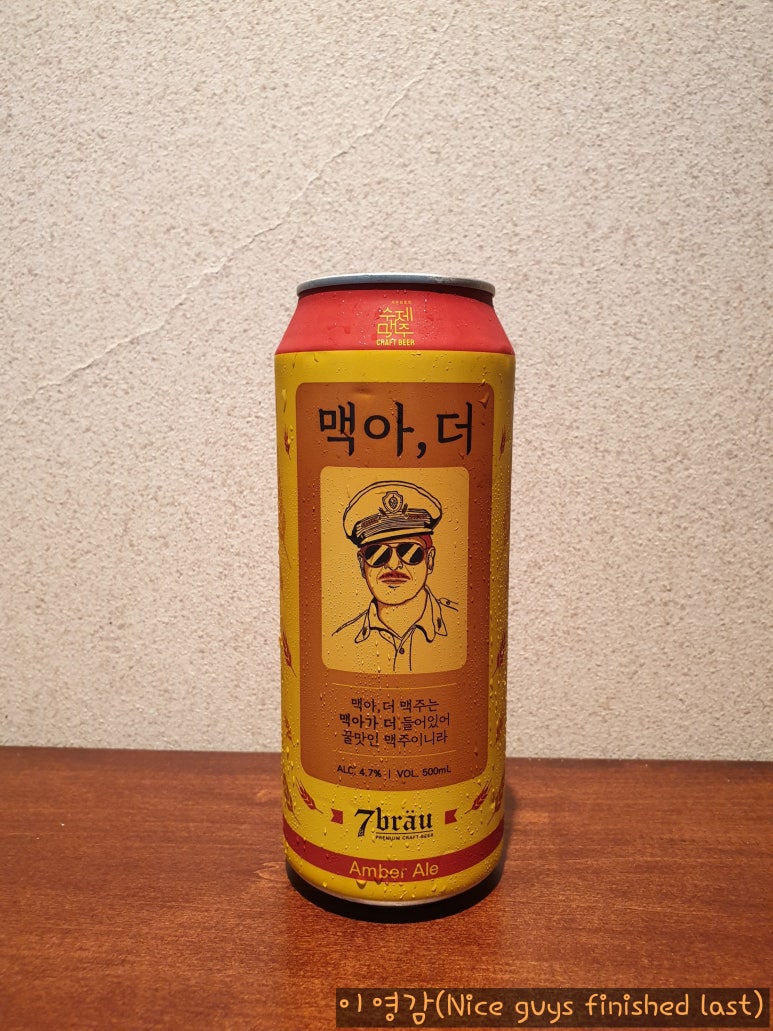 수제
맥주
CRAFT BEER
맥아,더
맥아,더 맥주는
맥아가 더 들어있어
꿀맛인 맥주이니라
ALC. 4.7% | VOL. 500mL
7bräu
PREMIUM CRAFT-BEER
Amber Ale
이영감(Nice guys finished last)